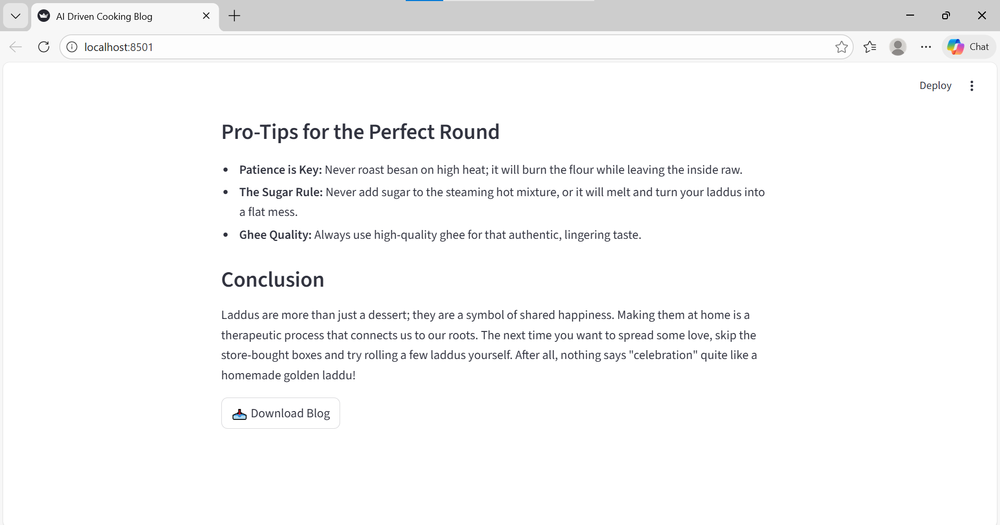 AI Driven Cooking Blog
localhost:8501
Chat
Deploy
Pro-Tips for the Perfect Round
• Patience is Key: Never roast besan on high heat; it will burn the flour while leaving the inside raw.
• The Sugar Rule: Never add sugar to the steaming hot mixture, or it will melt and turn your laddus into
a flat mess.
• Ghee Quality: Always use high-quality ghee for that authentic, lingering taste.
Conclusion
Laddus are more than just a dessert; they are a symbol of shared happiness. Making them at home is a
therapeutic process that connects us to our roots. The next time you want to spread some love, skip the
store-bought boxes and try rolling a few laddus yourself. After all, nothing says "celebration" quite like a
homemade golden laddu!
Download Blog